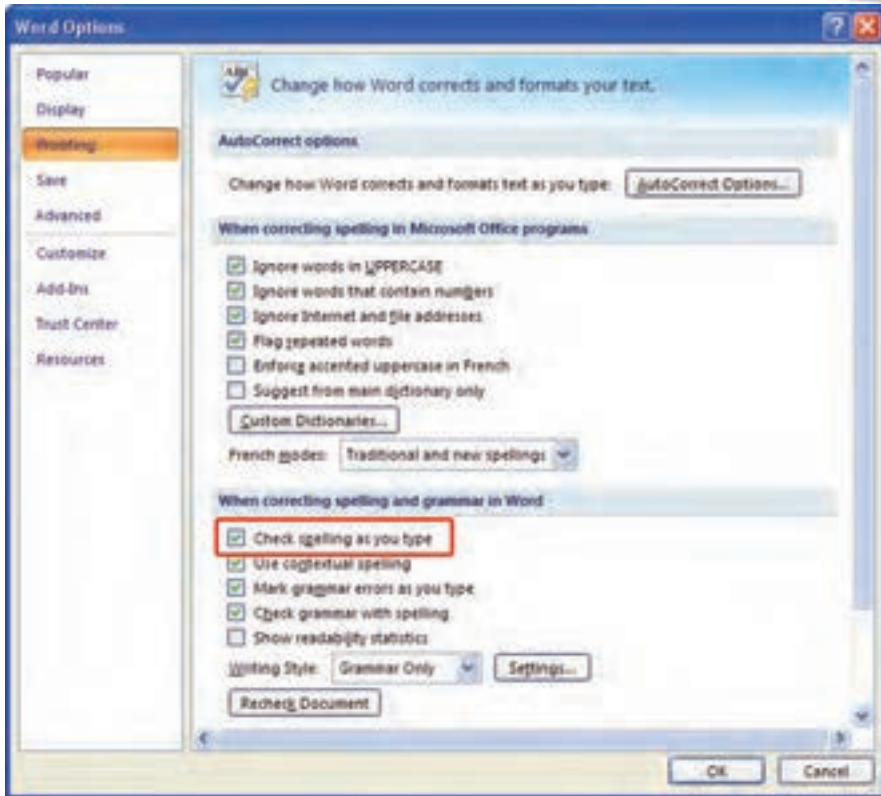 Word Options
Popular
Display
Proofing
Save
Advanced
Customize
Add-Ins
Trust Center
Resources
ABC
Change how Word corrects and formats your text.
AutoCorrect options
Change how Word corrects and formats text as you type: AutoCorrect Options...
When correcting spelling in Microsoft Office programs
Ignore words in UPPERCASE
Ignore words that contain numbers
Ignore Internet and file addresses
Flag repeated words
Enforce accented uppercase in French
Suggest from main dictionary only
Custom Dictionaries...
French modes: Traditional and new spellings
When correcting spelling and grammar in Word
Check spelling as you type
Use contextual spelling
Mark grammar errors as you type
Check grammar with spelling
Show readability statistics
Writing Style: Grammar Only Settings...
Recheck Document
OK Cancel